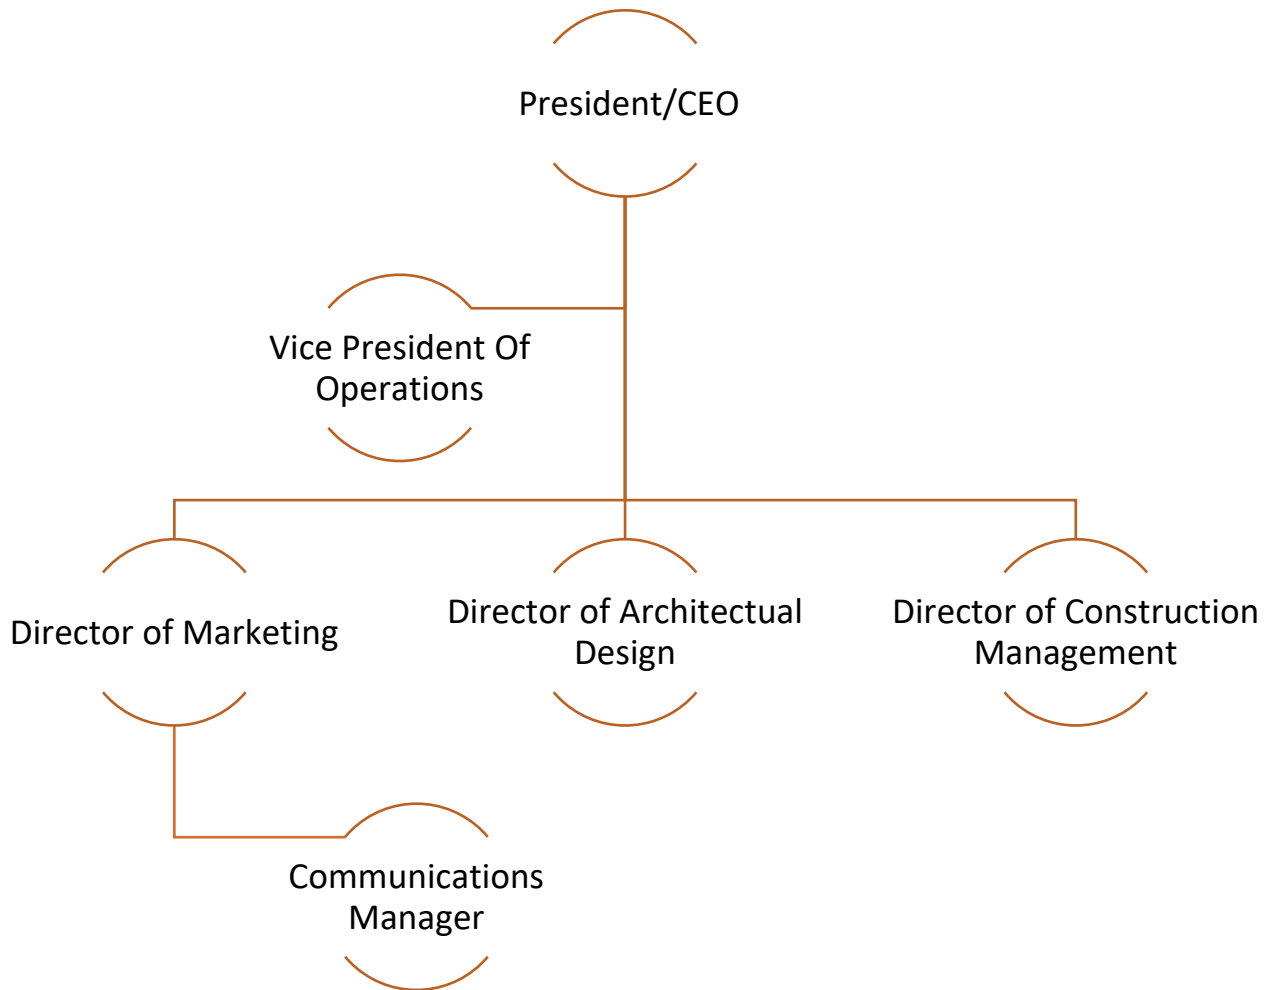 President/CEO
Vice President Of
Operations
Director of Marketing
Director of Architectual
Design
Director of Construction
Management
Communications
Manager